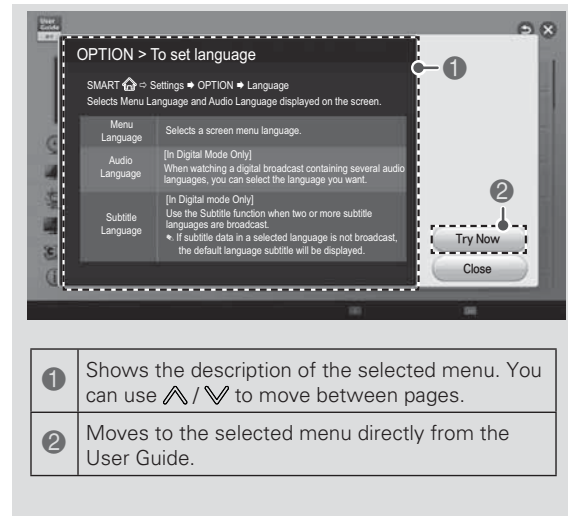 User
Guide
OPTION > To set language
❶
SMART ⇨ Settings ➡ OPTION ➡ Language
Selects Menu Language and Audio Language displayed on the screen.
Menu
Language
Selects a screen menu language.
Audio
Language
[In Digital Mode Only]
When watching a digital broadcast containing several audio
languages, you can select the language you want.
Subtitle
Language
[In Digital mode Only]
Use the Subtitle function when two or more subtitle
languages are broadcast.
If subtitle data in a selected language is not broadcast,
the default language subtitle will be displayed.
❷
Try Now
Close
❶ Shows the description of the selected menu. You
can use / to move between pages.
❷ Moves to the selected menu directly from the
User Guide.